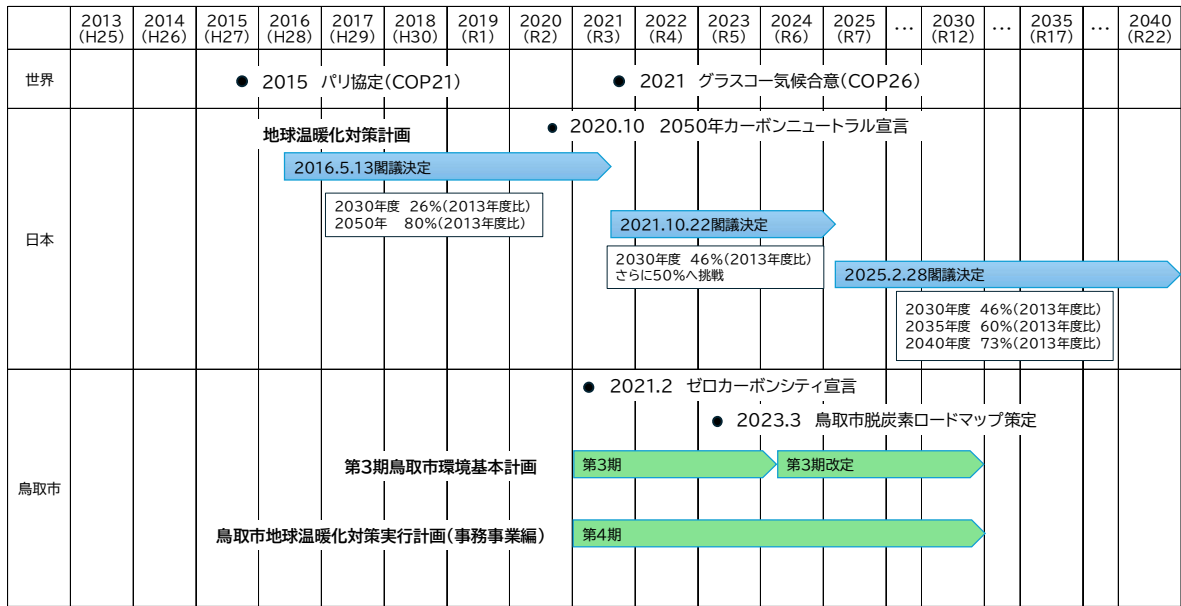 2013 2014 2015 2016 2017 2018 2019 2020 2021 2022 2023 2024 2025 … 2030 … 2035 … 2040
(H25) (H26) (H27) (H28) (H29) (H30) (R1) (R2) (R3) (R4) (R5) (R6) (R7) (R12) (R17) (R22)
世界
● 2015 パリ協定(COP21)
● 2021 グラスコー気候合意(COP26)
日本
● 2020.10 2050年カーボンニュートラル宣言
地球温暖化対策計画
2016.5.13閣議決定
2030年度 26%(2013年度比)
2050年 80%(2013年度比)
2021.10.22閣議決定
2030年度 46%(2013年度比)
さらに50%へ挑戦
2025.2.28閣議決定
2030年度 46%(2013年度比)
2035年度 60%(2013年度比)
2040年度 73%(2013年度比)
鳥取市
● 2021.2 ゼロカーボンシティ宣言
● 2023.3 鳥取市脱炭素ロードマップ策定
第3期鳥取市環境基本計画
第3期
第3期改定
鳥取市地球温暖化対策実行計画(事務事業編)
第4期